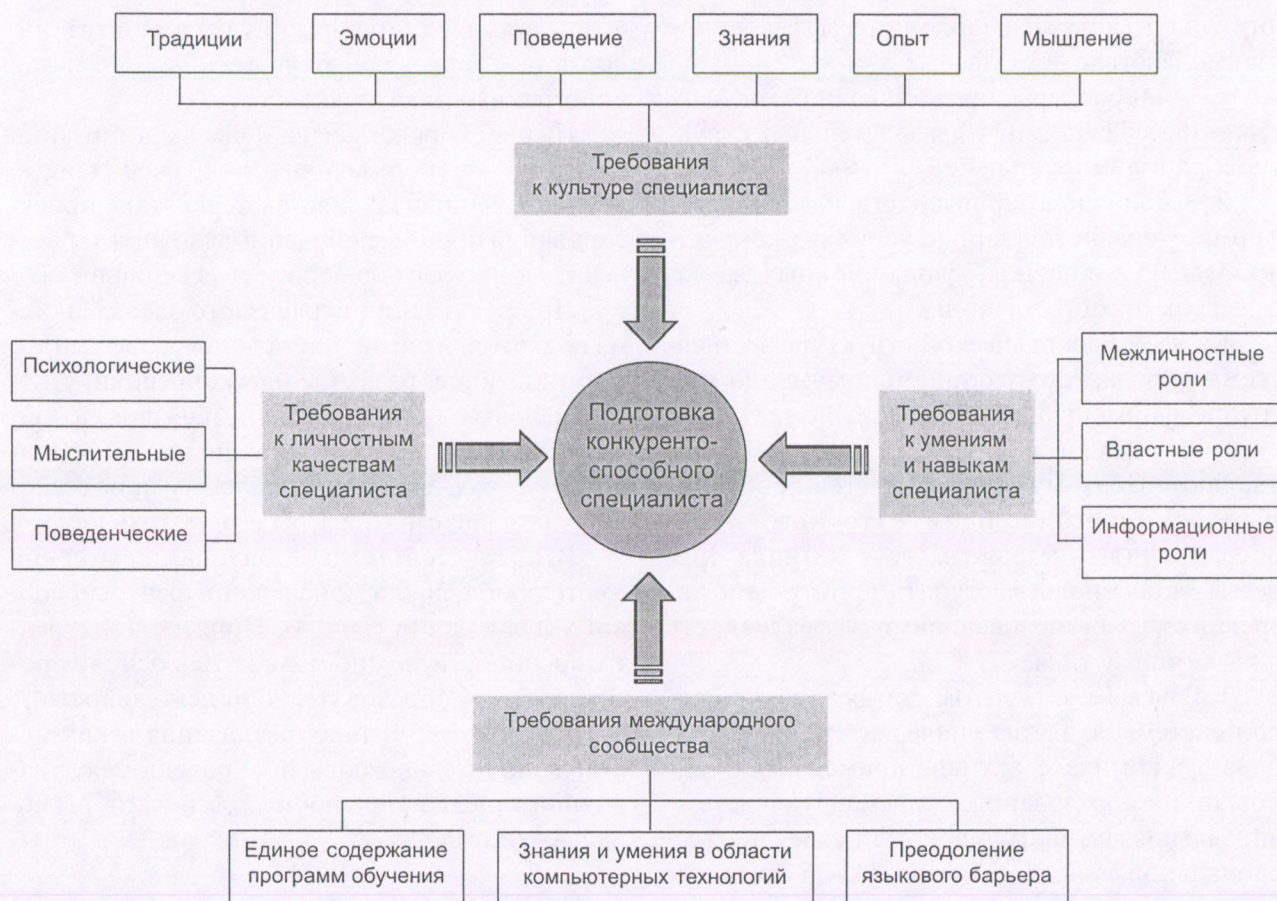 Традиции
Эмоции
Поведение
Знания
Опыт
Мышление
Требования
к культуре специалиста
Психологические
Мыслительные
Поведенческие
Требования
к личностным
качествам
специалиста
Подготовка
конкуренто-
способного
специалиста
Требования
к умениям
и навыкам
специалиста
Межличностные
роли
Властные роли
Информационные
роли
Требования международного
сообщества
Единое содержание
программ обучения
Знания и умения в области
компьютерных технологий
Преодоление
языкового барьера